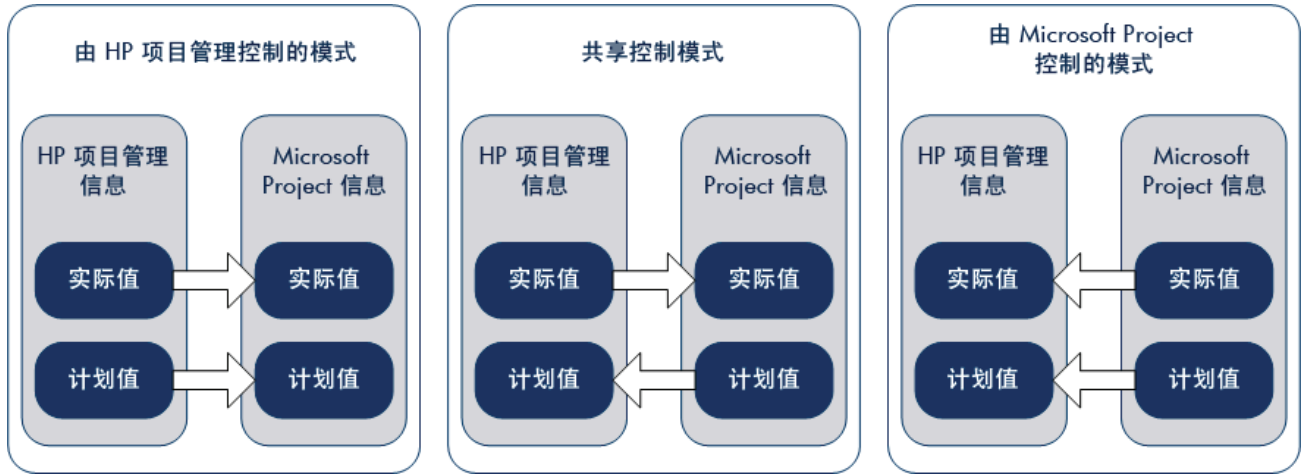 由 HP 项目管理控制的模式
HP 项目管理
信息
Microsoft
Project 信息
实际值
实际值
计划值
计划值
共享控制模式
HP 项目管理
信息
Microsoft
Project 信息
实际值
实际值
计划值
计划值
由 Microsoft Project
控制的模式
HP 项目管理
信息
Microsoft
Project 信息
实际值
实际值
计划值
计划值